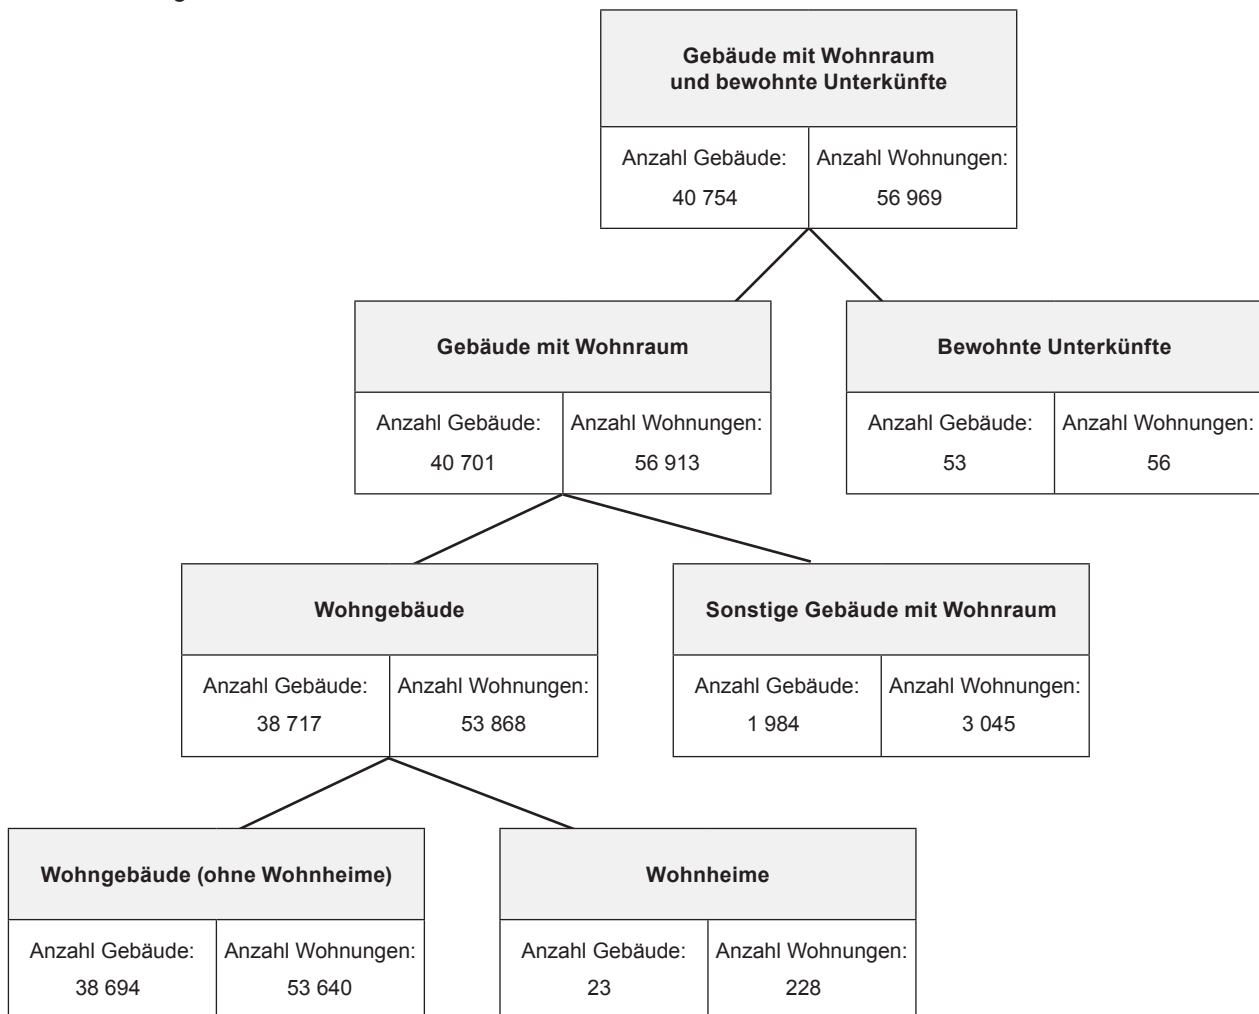 Gebäude mit Wohnraum
und bewohnte Unterkünfte
Anzahl Gebäude: Anzahl Wohnungen:
40 754 56 969
Gebäude mit Wohnraum Bewohnte Unterkünfte
Anzahl Gebäude: Anzahl Wohnungen: Anzahl Gebäude: Anzahl Wohnungen:
40 701 56 913 53 56
Wohngebäude Sonstige Gebäude mit Wohnraum
Anzahl Gebäude: Anzahl Wohnungen: Anzahl Gebäude: Anzahl Wohnungen:
38 717 53 868 1 984 3 045
Wohngebäude (ohne Wohnheime) Wohnheime
Anzahl Gebäude: Anzahl Wohnungen: Anzahl Gebäude: Anzahl Wohnungen:
38 694 53 640 23 228